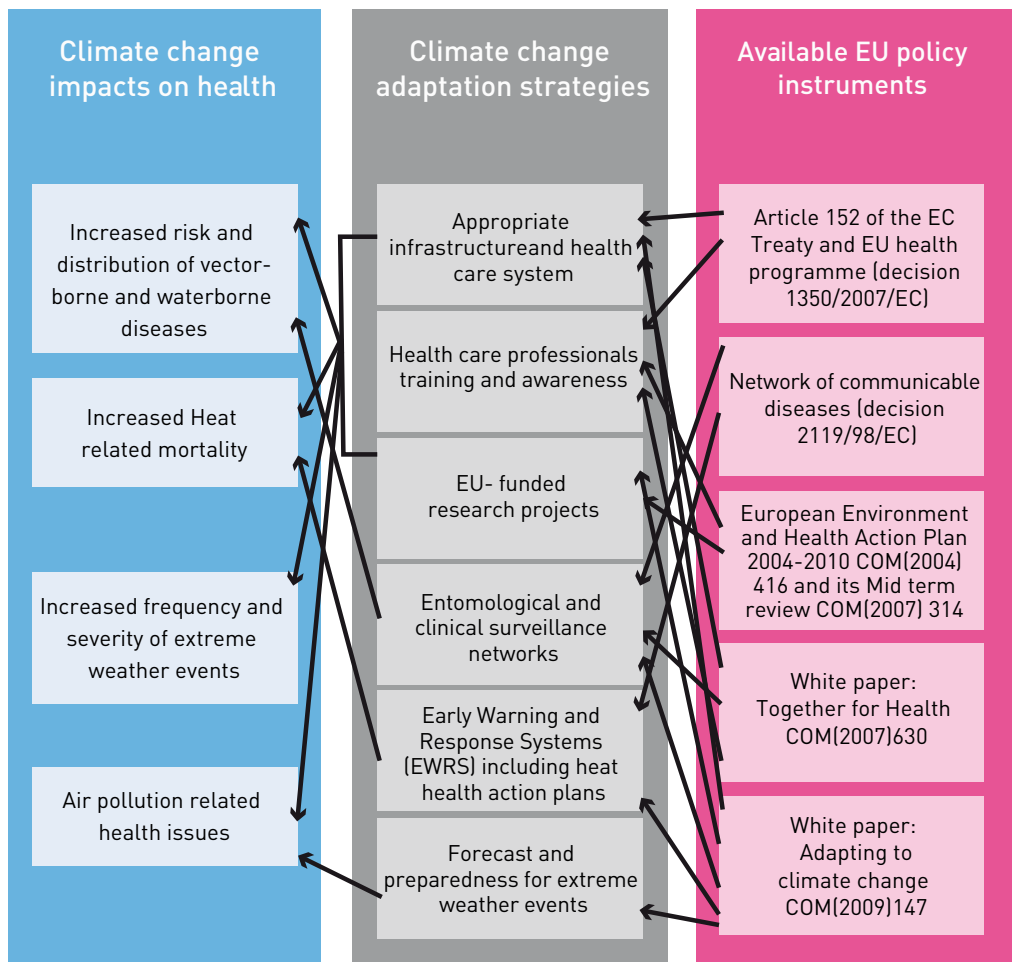 Climate change
impacts on health
Increased risk and
distribution of vector-
borne and waterborne
diseases
Increased Heat
related mortality
Increased frequency and
severity of extreme
weather events
Air pollution related
health issues
Climate change
adaptation strategies
Appropriate
infrastructureand health
care system
Health care professionals
training and awareness
EU- funded
research projects
Entomological and
clinical surveillance
networks
Early Warning and
Response Systems
(EWRS) including heat
health action plans
Forecast and
preparedness for extreme
weather events
Available EU policy
instruments
Article 152 of the EC
Treaty and EU health
programme (decision
1350/2007/EC)
Network of communicable
diseases (decision
2119/98/EC)
European Environment
and Health Action Plan
2004-2010 COM(2004)
416 and its Mid term
review COM(2007) 314
White paper:
Together for Health
COM(2007)630
White paper:
Adapting to
climate change
COM(2009)147